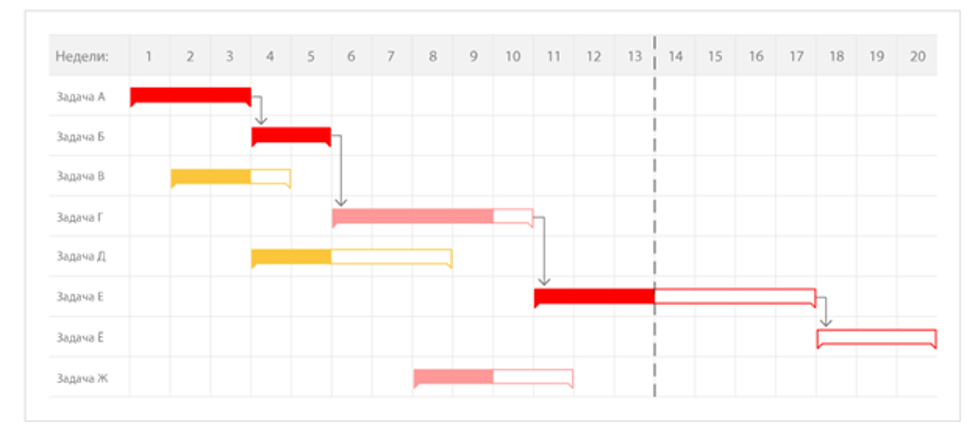 Недели: 1 2 3 4 5 6 7 8 9 10 11 12 13 14 15 16 17 18 19 20
Задача А
Задача Б
Задача В
Задача Г
Задача Д
Задача Е
Задача Ё
Задача Ж